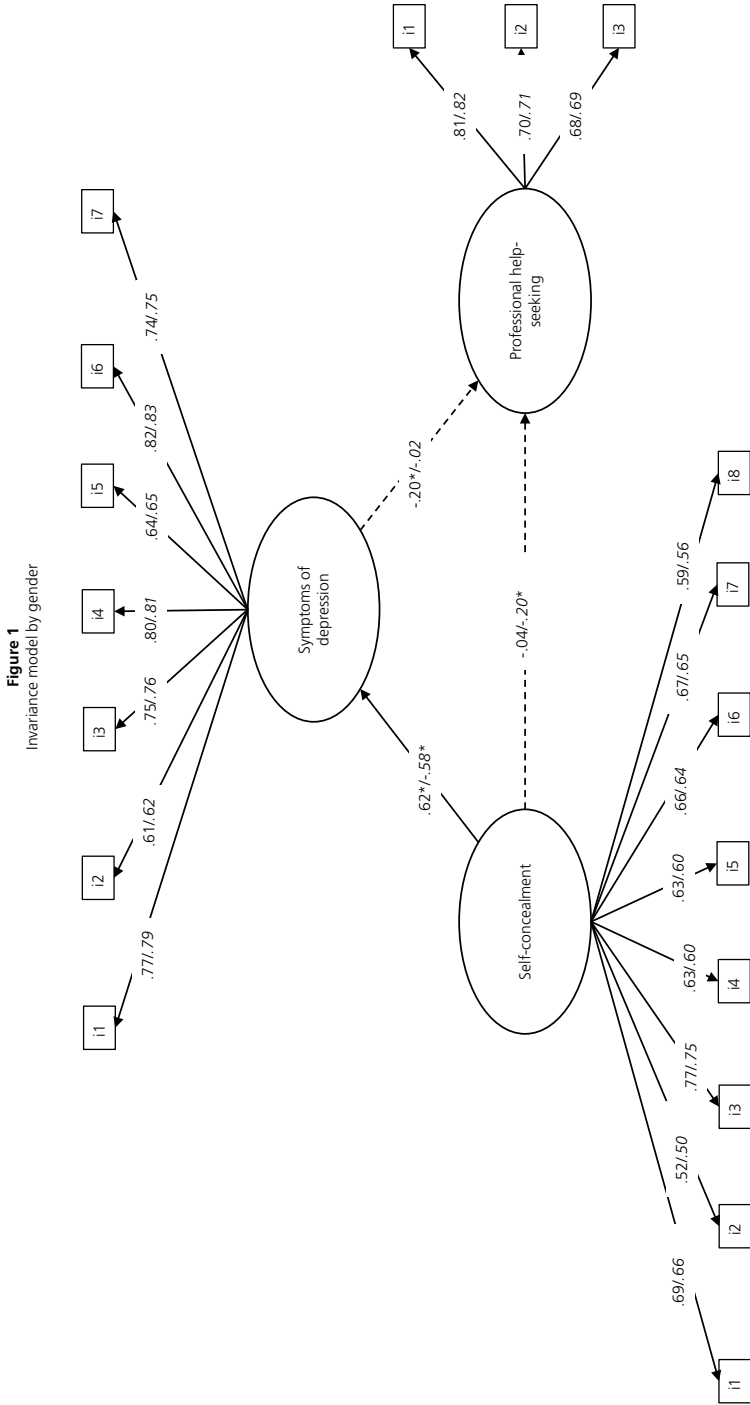 Figure 1
Invariance model by gender
i1
i2
i3
i4
i5
i6
i7
.77/.79
.61/.62
.75/.76
.80/.81
.64/.65
.82/.83
.74/.75
Symptoms of
depression
.62*/-.58*
-.20*/-.02
-.04/-.20*
Self-concealment
Professional help-
seeking
.81/.82
.70/.71
.68/.69
i1
i2
i3
.69/.66
.52/.50
.77/.75
.63/.60
.63/.60
.66/.64
.67/.65
.59/.56
i1
i2
i3
i4
i5
i6
i7
i8